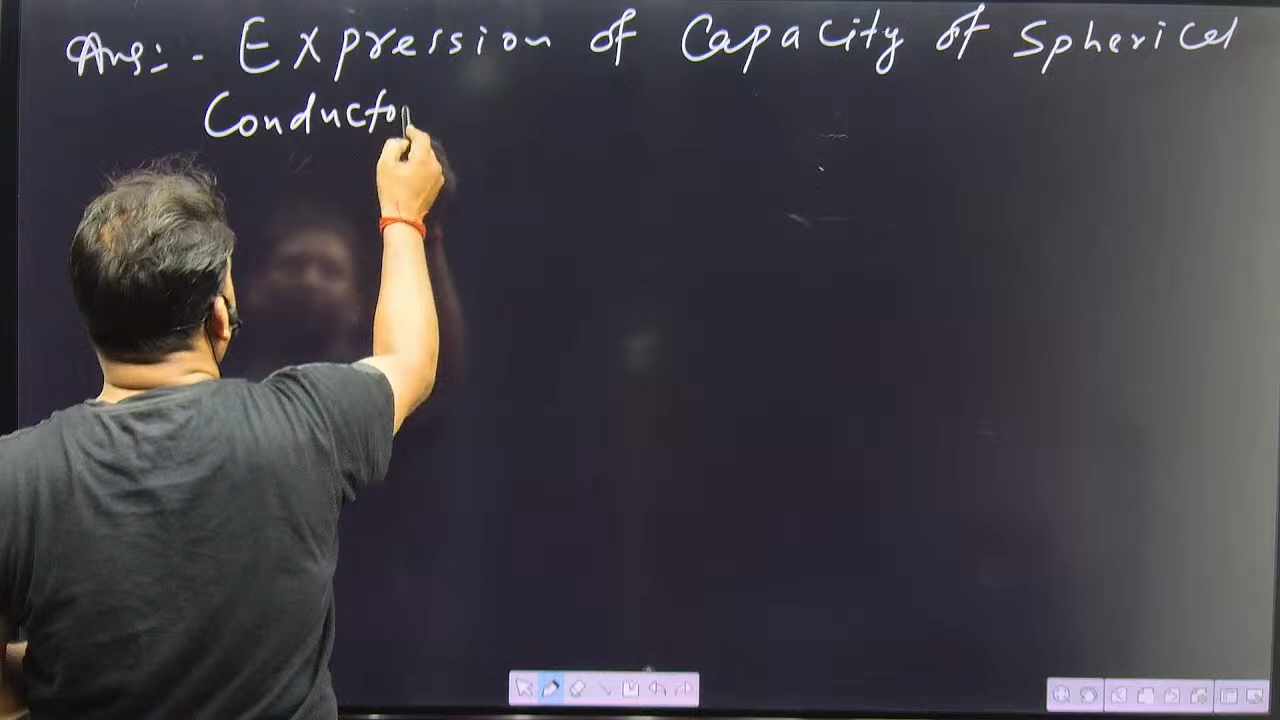 Ans:- Expression of Capacity of Spherical
Conducto